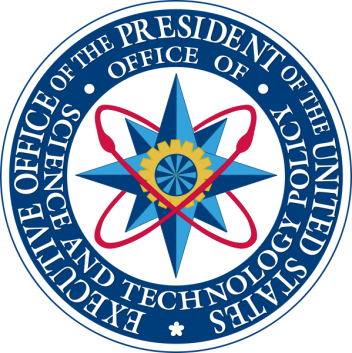 EXECUTIVE OFFICE OF THE PRESIDENT OF THE UNITED STATES
OFFICE OF
SCIENCE AND TECHNOLOGY POLICY